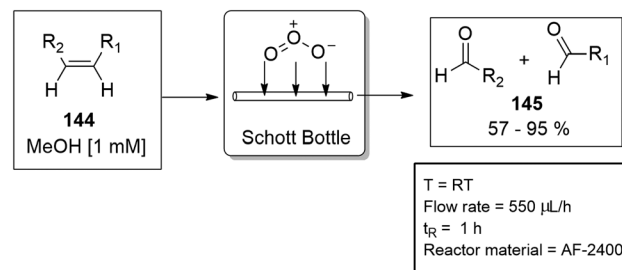 R₂ R₁
H H
144
MeOH [1 mM]
O O⁺ O⁻
Schott Bottle
O O
H R₂ + H R₁
145
57 - 95 %
T = RT
Flow rate = 550 µL/h
tR = 1 h
Reactor material = AF-2400